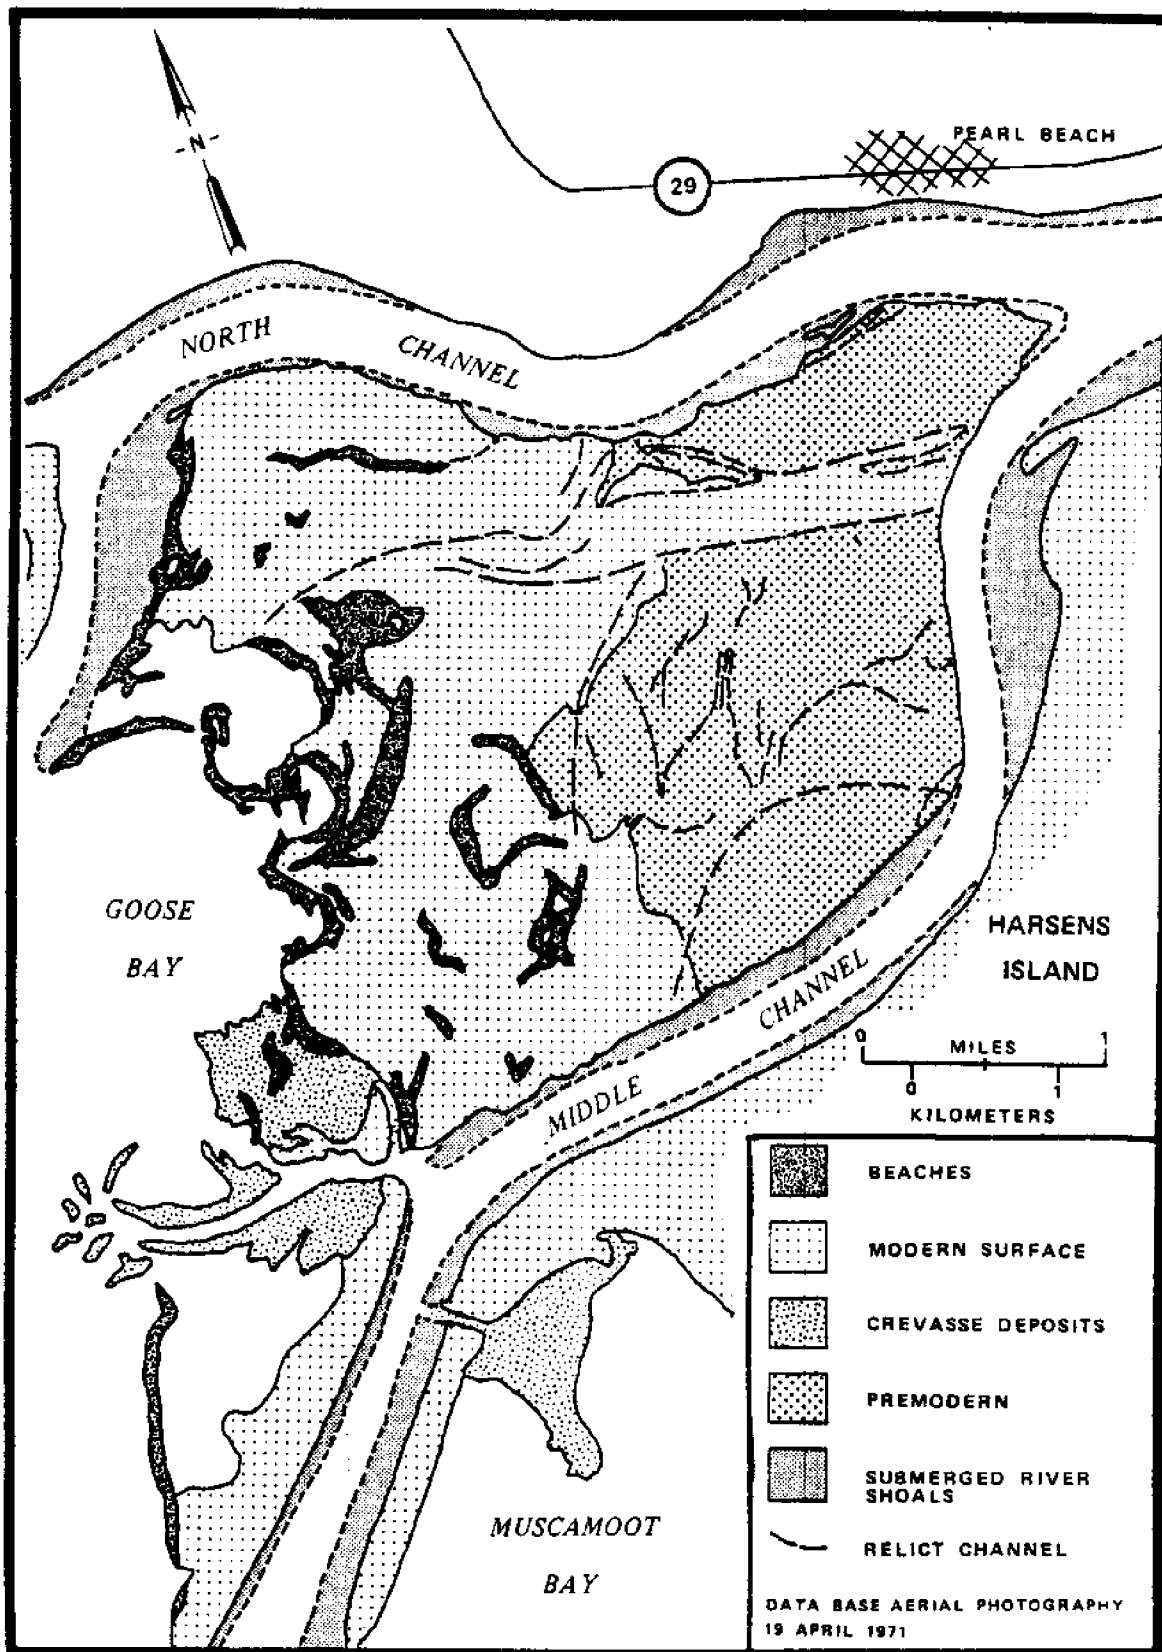 -N-
PEARL BEACH
29
NORTH CHANNEL
GOOSE
BAY
HARSENS
ISLAND
MIDDLE CHANNEL
0 1
MILES
0 1
KILOMETERS
MUSCAMOOT
BAY
BEACHES
MODERN SURFACE
CREVASSE DEPOSITS
PREMODERN
SUBMERGED RIVER
SHOALS
RELICT CHANNEL
DATA BASE AERIAL PHOTOGRAPHY
19 APRIL 1971